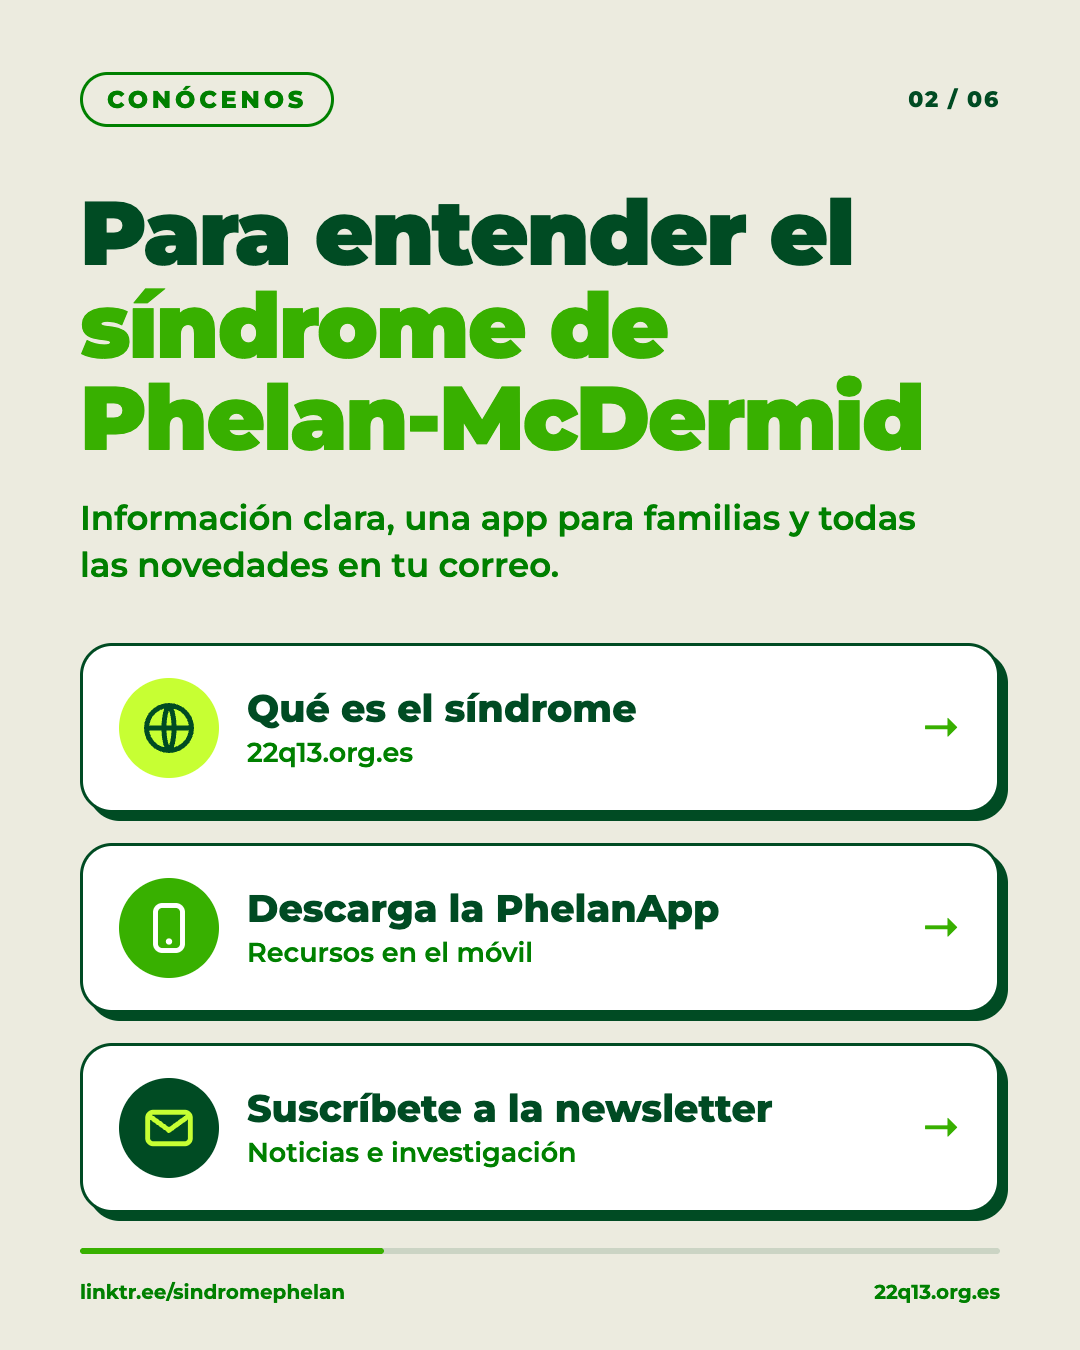 CONÓCENOS
02 / 06
Para entender el
síndrome de
Phelan-McDermid
Información clara, una app para familias y todas
las novedades en tu correo.
Qué es el síndrome
22q13.org.es
→
Descarga la PhelanApp
Recursos en el móvil
→
Suscríbete a la newsletter
Noticias e investigación
→
linktr.ee/sindromephelan
22q13.org.es